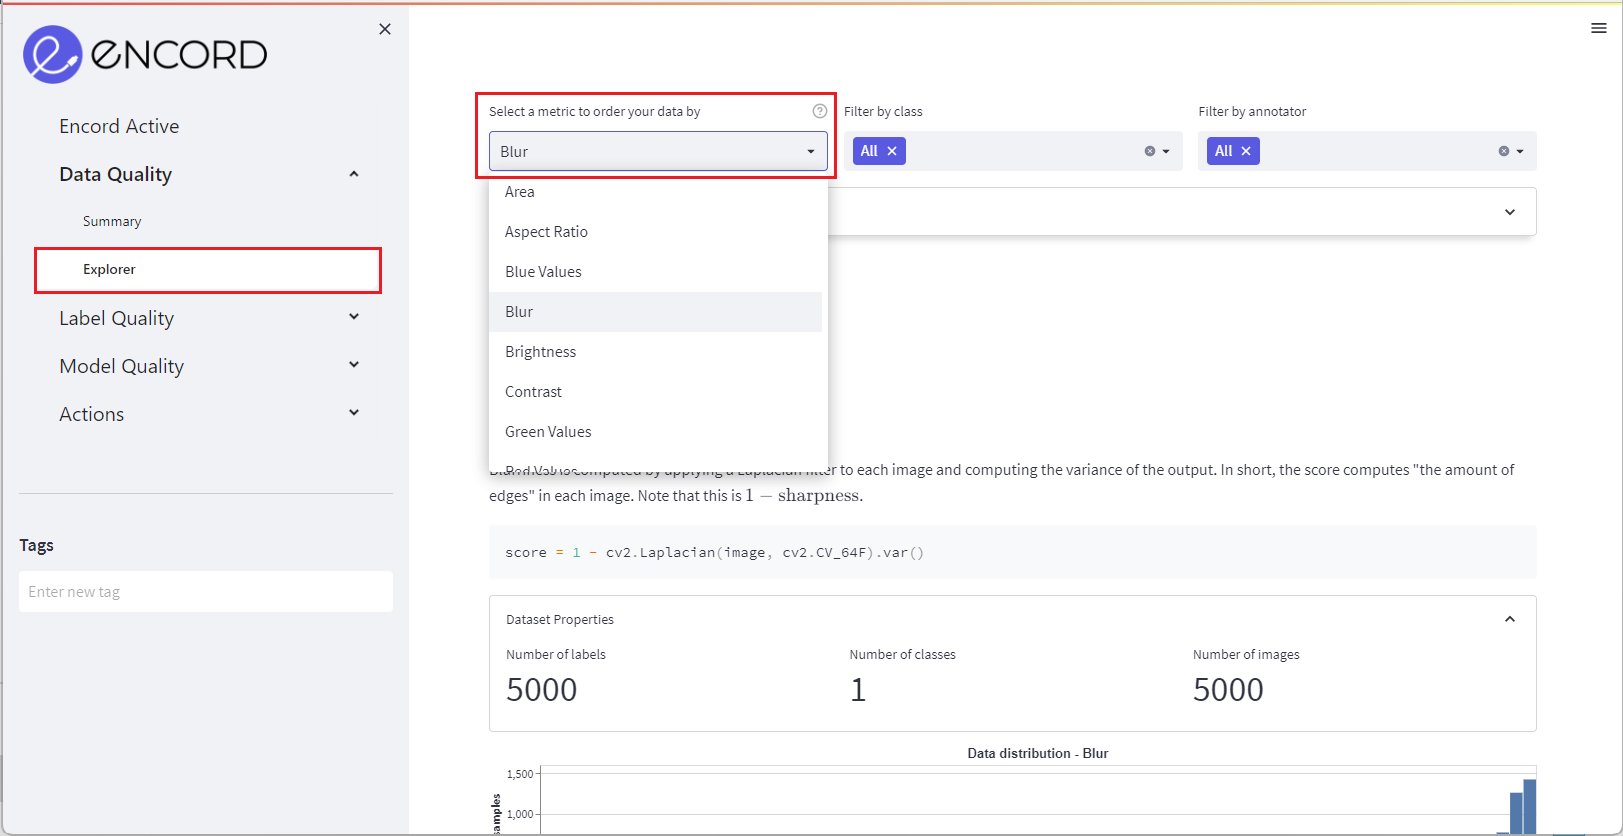 ENCORD
Encord Active
Data Quality
Summary
Explorer
Label Quality
Model Quality
Actions
Tags
Enter new tag
Select a metric to order your data by
Filter by class
Filter by annotator
Blur
All
All
Area
Aspect Ratio
Blue Values
Blur
Brightness
Contrast
Green Values
Red Values
computed by applying a Laplacian filter to each image and computing the variance of the output. In short, the score computes "the amount of
edges" in each image. Note that this is 1 − sharpness.
score = 1 - cv2.Laplacian(image, cv2.CV_64F).var()
Dataset Properties
Number of labels
Number of classes
Number of images
5000
1
5000
Data distribution - Blur
1,500
1,000
samples